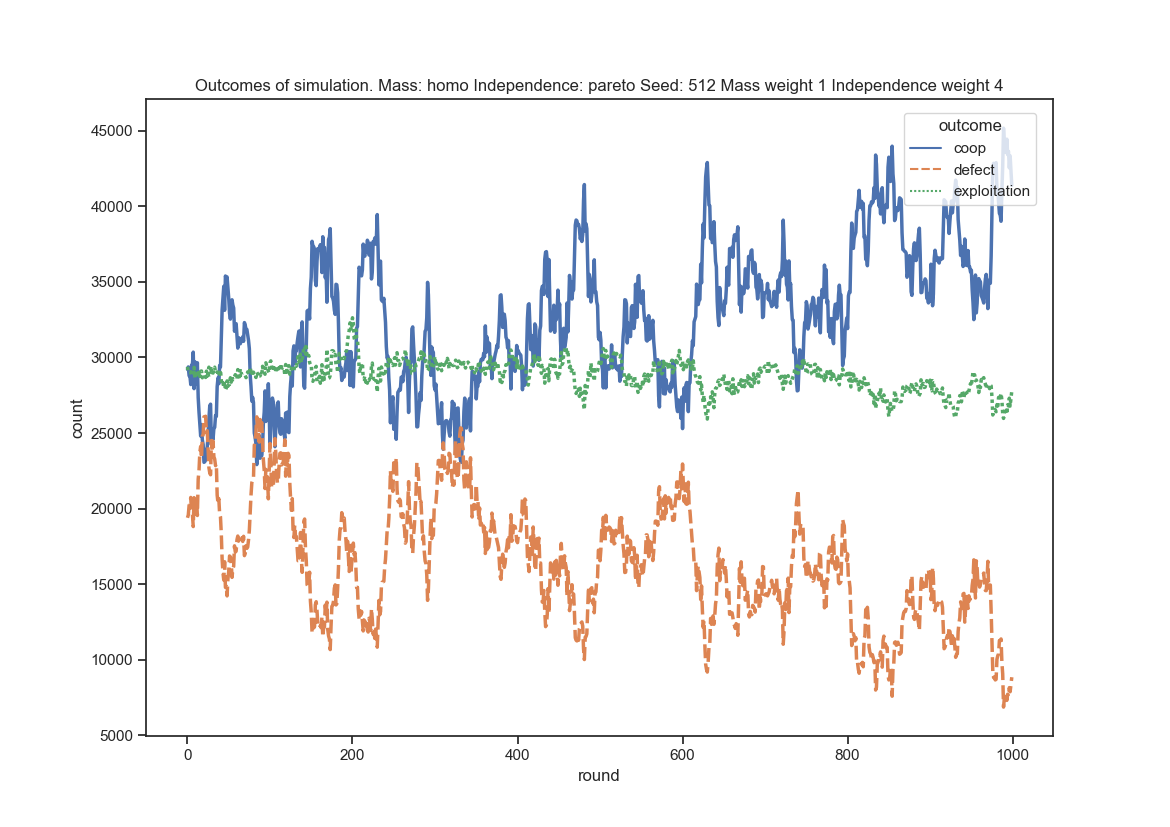 Outcomes of simulation. Mass: homo Independence: pareto Seed: 512 Mass weight 1 Independence weight 4
outcome
coop
defect
exploitation
45000
40000
35000
30000
25000
20000
15000
10000
5000
count
0
200
400
600
800
1000
round